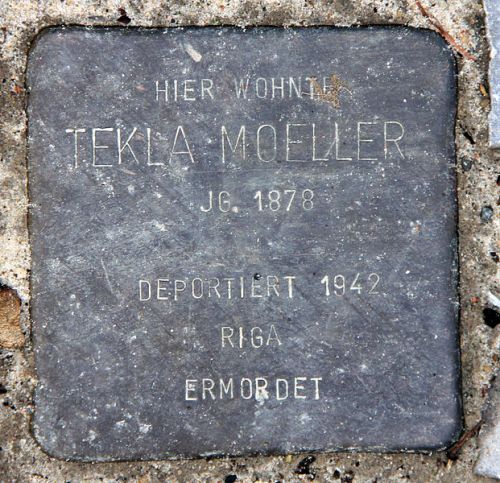 HIER WOHNTE
TEKLA MOELLER
JG. 1878
DEPORTIERT 1942
RIGA
ERMORDET